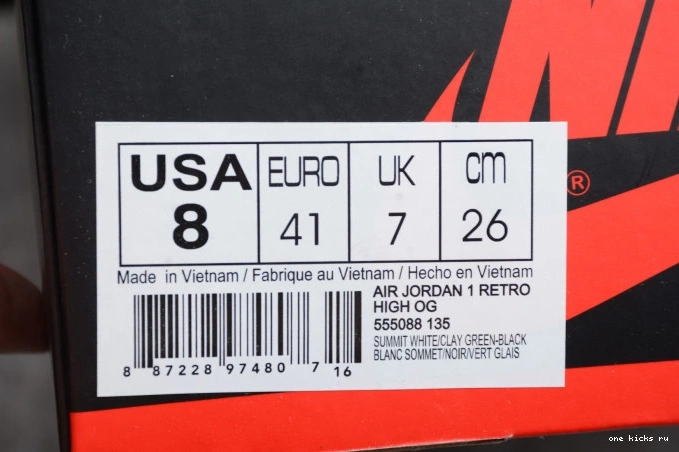 NI
®
USA EURO UK cm
8 41 7 26
Made in Vietnam / Fabrique au Vietnam / Hecho en Vietnam
AIR JORDAN 1 RETRO
HIGH OG
555088 135
SUMMIT WHITE/CLAY GREEN-BLACK
BLANC SOMMET/NOIR/VERT GLAIS
8 87228 97480 7 16
one kicks ru